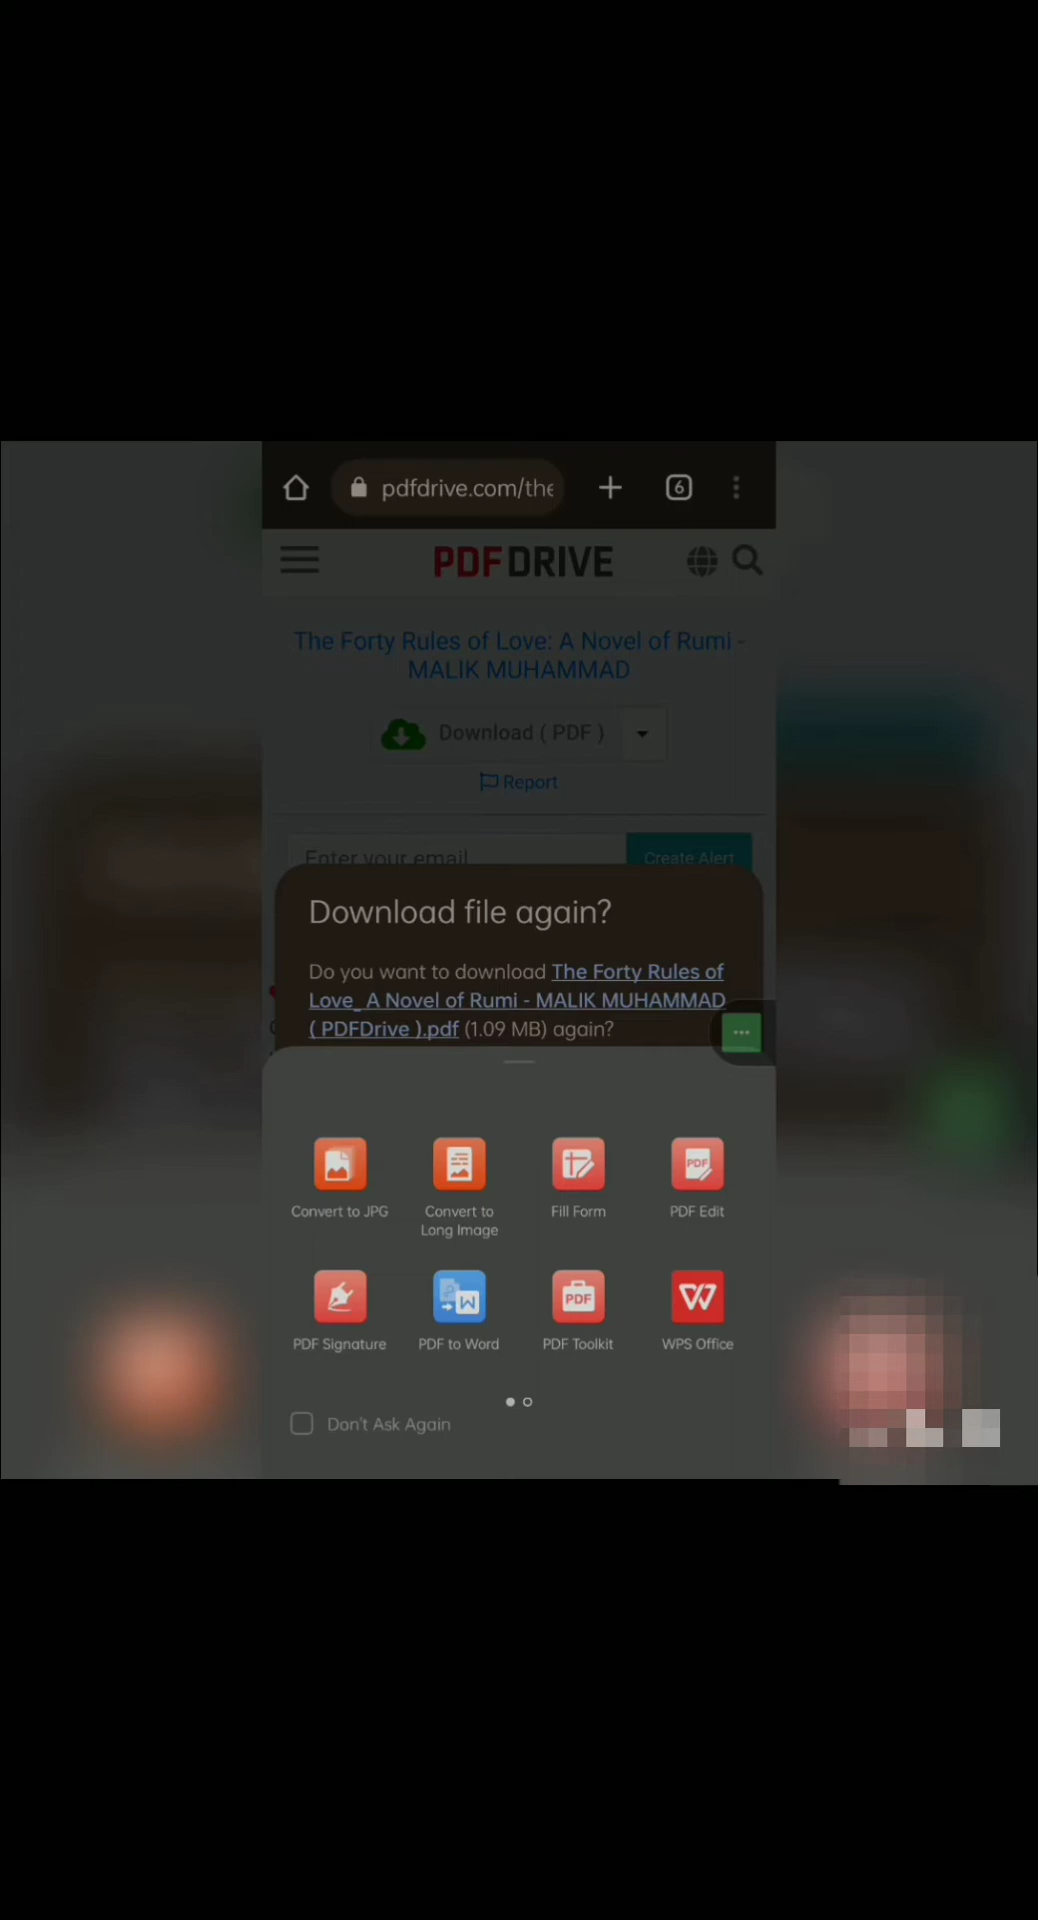 pdfdrive.com/the
6
PDFDRIVE
The Forty Rules of Love: A Novel of Rumi -
MALIK MUHAMMAD
Download ( PDF )
Report
Enter your email
Create Alert
Download file again?
Do you want to download The Forty Rules of
Love_ A Novel of Rumi - MALIK MUHAMMAD
( PDFDrive ).pdf (1.09 MB) again?
Convert to JPG
Convert to
Long Image
Fill Form
PDF
PDF Edit
PDF Signature
W
PDF to Word
PDF
PDF Toolkit
W
WPS Office
Don't Ask Again